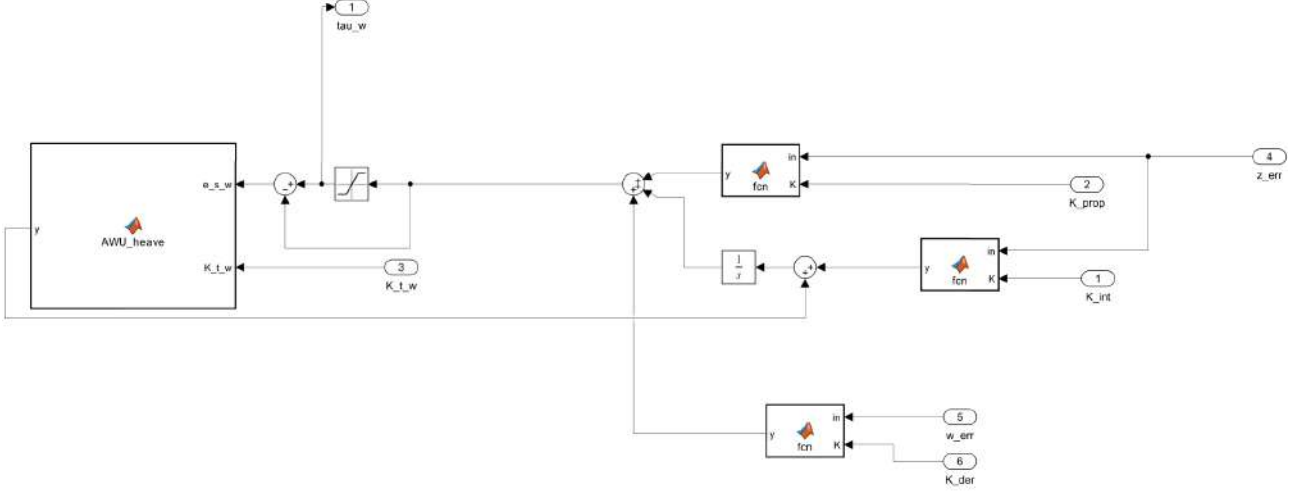 1
tau_w
in
y
fcn
K
4
z_err
2
K_prop
e_s_w
y
AWU_heave
K_t_w
3
K_t_w
1
s
in
y
fcn
K
1
K_int
in
y
fcn
K
5
w_err
6
K_der